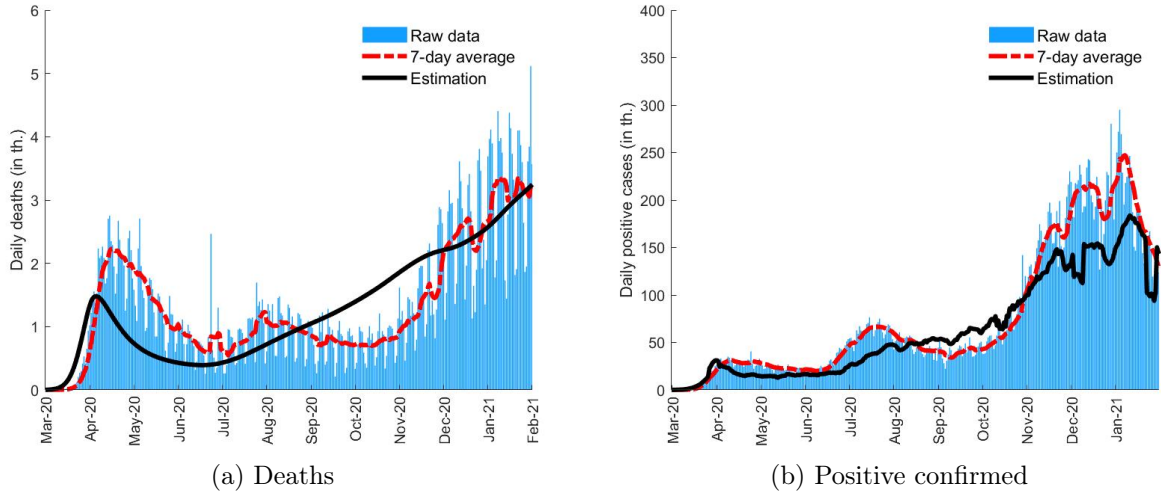 6
5
4
3
2
1
0
Daily deaths (in th.)
Raw data
7-day average
Estimation
Mar-20
Apr-20
May-20
Jun-20
Jul-20
Aug-20
Sep-20
Oct-20
Nov-20
Dec-20
Jan-21
Feb-21
(a) Deaths
400
350
300
250
200
150
100
50
0
Daily positive cases (in th.)
Raw data
7-day average
Estimation
Mar-20
Apr-20
May-20
Jun-20
Jul-20
Aug-20
Sep-20
Oct-20
Nov-20
Dec-20
Jan-21
(b) Positive confirmed